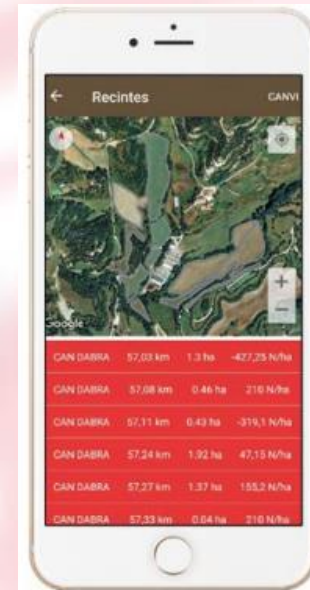 Recintes CANVI
Google
CAN DABRA 57,03 km 1.3 ha -427,25 N/ha
CAN DABRA 57,08 km 0.46 ha 210 N/ha
CAN DABRA 57,11 km 0.43 ha -319,1 N/ha
CAN DABRA 57,24 km 1.92 ha 47,15 N/ha
CAN DABRA 57,27 km 1.37 ha 155,2 N/ha
CAN DABRA 57,33 km 0.04 ha 210 N/ha